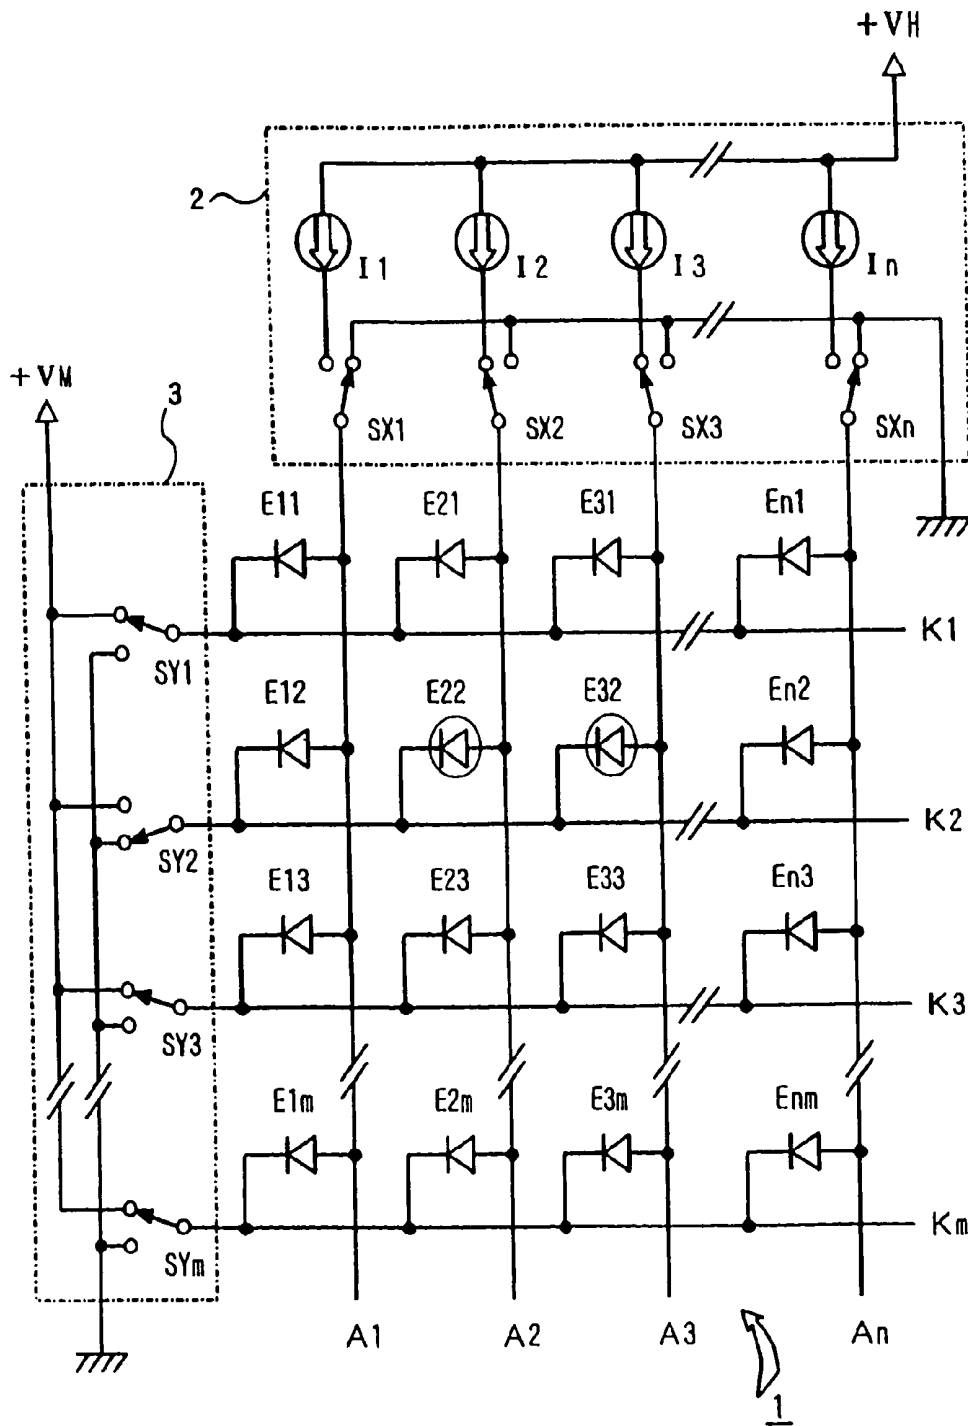 +VH
2
I1 I2 I3 In
+VM
3
SX1 SX2 SX3 SXn
E11 E21 E31 En1
K1
SY1
E12 E22 E32 En2
K2
SY2
E13 E23 E33 En3
K3
SY3
E1m E2m E3m Enm
Km
SYm
A1 A2 A3 An
1